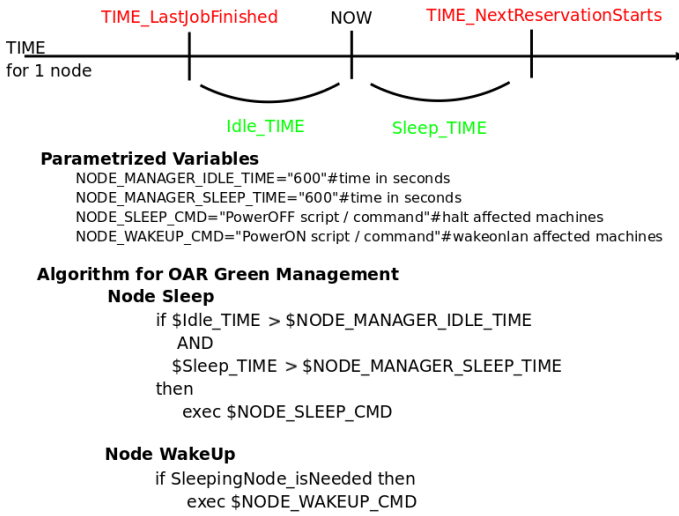 TIME_LastJobFinished NOW TIME_NextReservationStarts
TIME
for 1 node
Idle_TIME Sleep_TIME
Parametrized Variables
NODE_MANAGER_IDLE_TIME="600"#time in seconds
NODE_MANAGER_SLEEP_TIME="600"#time in seconds
NODE_SLEEP_CMD="PowerOFF script / command"#halt affected machines
NODE_WAKEUP_CMD="PowerON script / command"#wakeonlan affected machines
Algorithm for OAR Green Management
Node Sleep
if $Idle_TIME > $NODE_MANAGER_IDLE_TIME
AND
$Sleep_TIME > $NODE_MANAGER_SLEEP_TIME
then
exec $NODE_SLEEP_CMD
Node WakeUp
if SleepingNode_isNeeded then
exec $NODE_WAKEUP_CMD